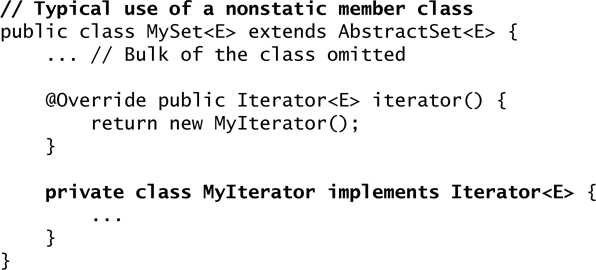 // Typical use of a nonstatic member class
public class MySet<E> extends AbstractSet<E> {
    ... // Bulk of the class omitted

    @Override public Iterator<E> iterator() {
        return new MyIterator();
    }

    private class MyIterator implements Iterator<E> {
        ...
    }
}